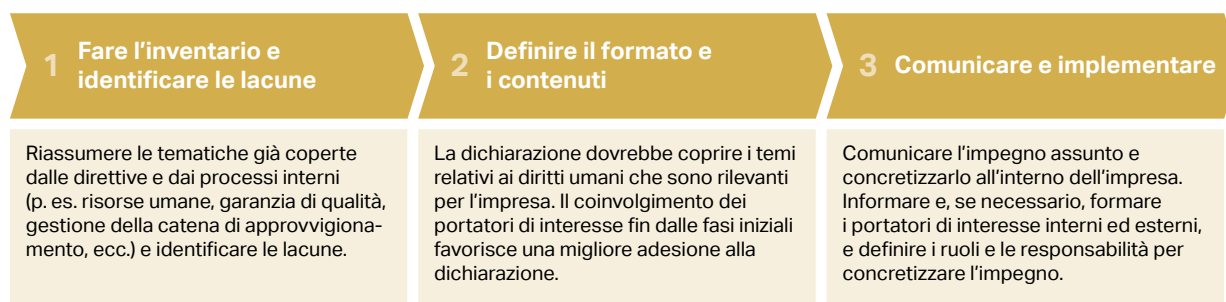 1 Fare l’inventario e
identificare le lacune
Riassumere le tematiche già coperte
dalle direttive e dai processi interni
(p. es. risorse umane, garanzia di qualità,
gestione della catena di approvvigiona-
mento, ecc.) e identificare le lacune.
2 Definire il formato e
i contenuti
La dichiarazione dovrebbe coprire i temi
relativi ai diritti umani che sono rilevanti
per l’impresa. Il coinvolgimento dei
portatori di interesse fin dalle fasi iniziali
favorisce una migliore adesione alla
dichiarazione.
3 Comunicare e implementare
Comunicare l’impegno assunto e
concretizzarlo all’interno dell’impresa.
Informare e, se necessario, formare
i portatori di interesse interni ed esterni,
e definire i ruoli e le responsabilità per
concretizzare l’impegno.